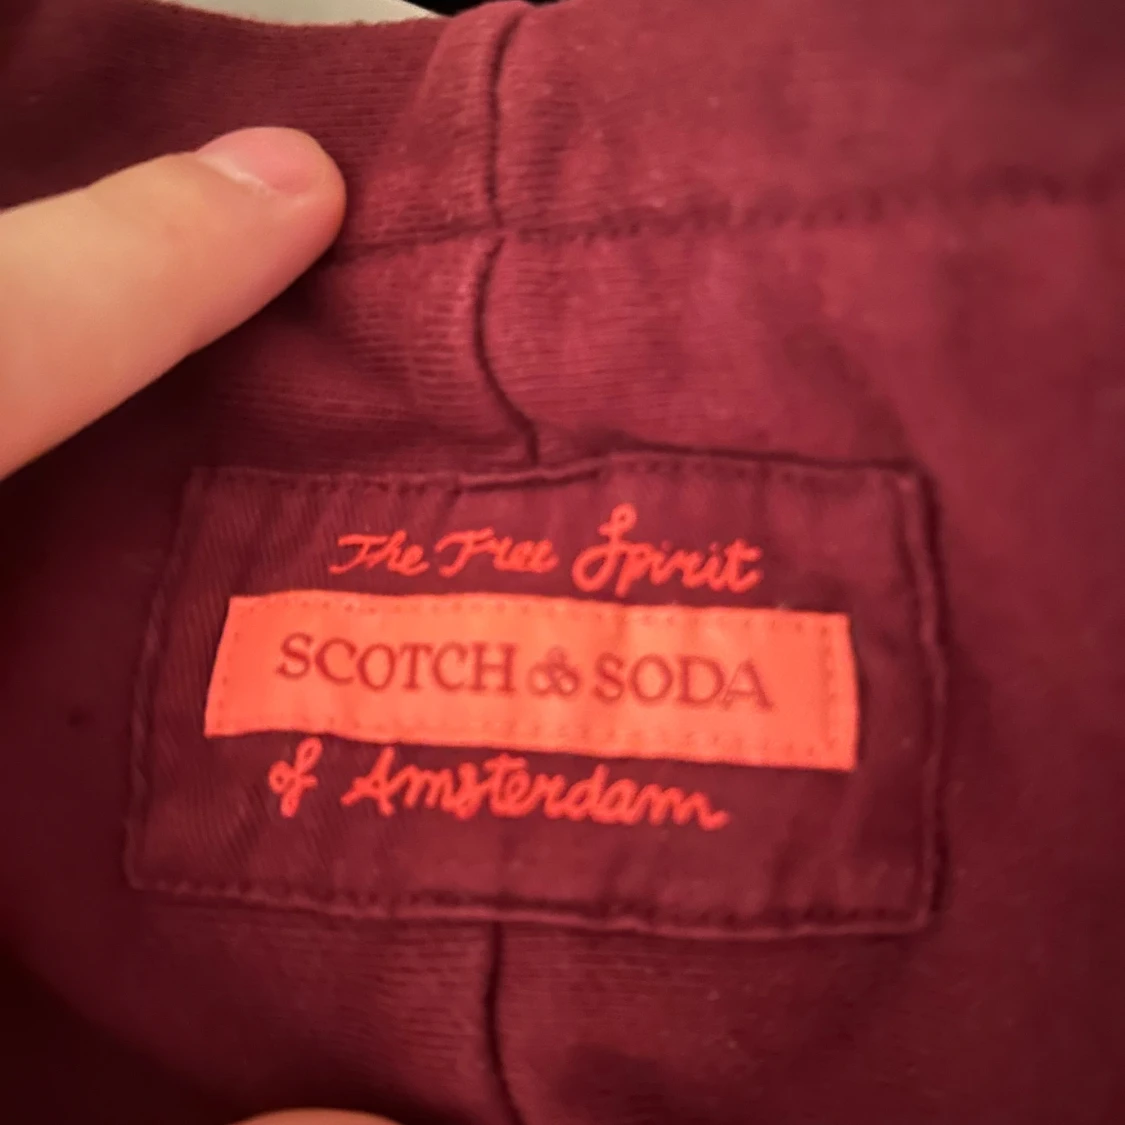 The Free Spirit
SCOTCH & SODA
of Amsterdam